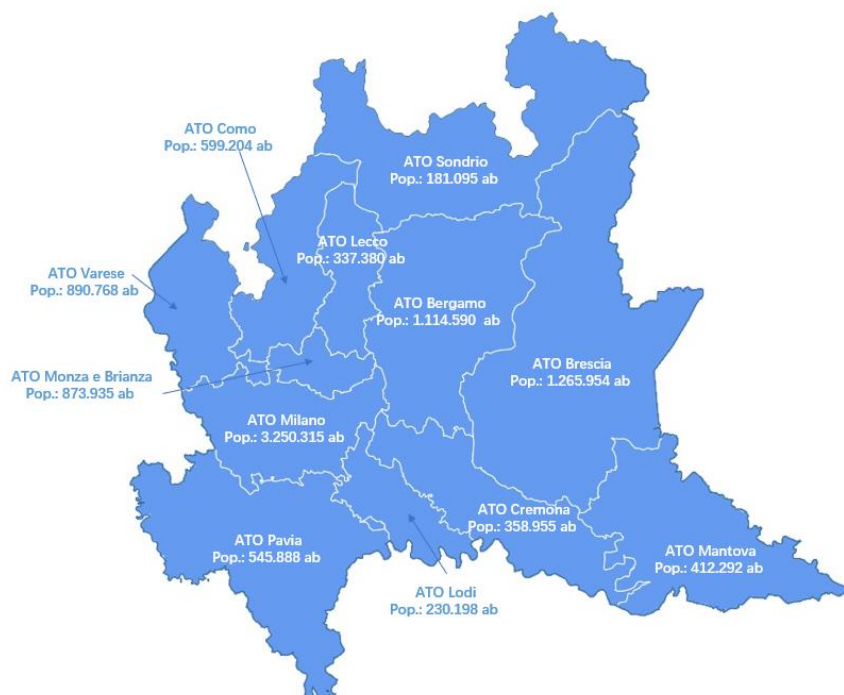 ATO Como
Pop.: 599.204 ab
ATO Sondrio
Pop.: 181.095 ab
ATO Lecco
Pop.: 337.380 ab
ATO Varese
Pop.: 890.768 ab
ATO Bergamo
Pop.: 1.114.590 ab
ATO Brescia
Pop.: 1.265.954 ab
ATO Monza e Brianza
Pop.: 873.935 ab
ATO Milano
Pop.: 3.250.315 ab
ATO Cremona
Pop.: 358.955 ab
ATO Pavia
Pop.: 545.888 ab
ATO Mantova
Pop.: 412.292 ab
ATO Lodi
Pop.: 230.198 ab